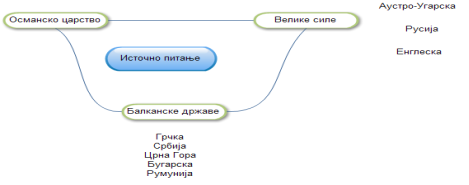 Османско царство
Велике силе
Аустро-Угарска
Русија
Енглеска
Источно питање
Балканске државе
Грчка
Србија
Црна Гора
Бугарска
Румунија